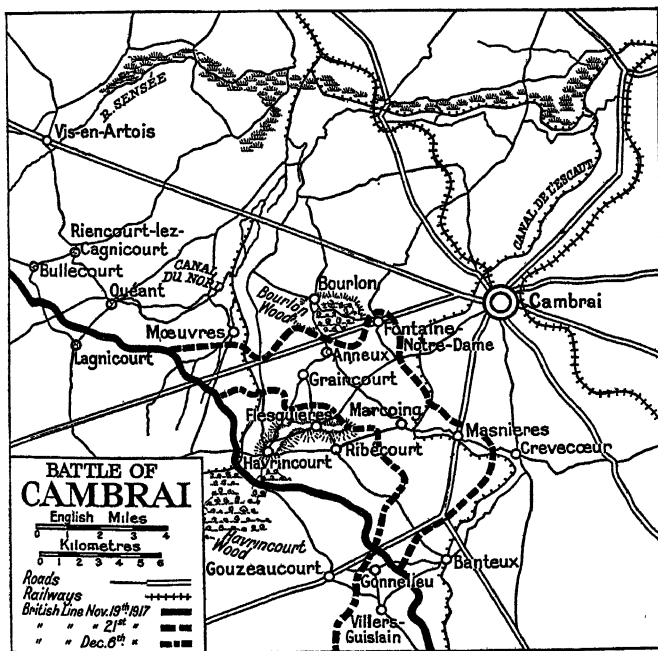 R. SENSÉE
Vis-en-Artois
CANAL DE L'ESCAUT
Riencourt-lez-
Cagnicourt
Bullecourt
CANAL
DU NORD
Quéant
Bourlon
Bourlon
Wood
Cambrai
Mœuvres
Fontaine-
Notre-Dame
Lagnicourt
Anneux
Graincourt
Flesquieres
Marcoing
Masnieres
Havrincourt
Ribécourt
Crevecœur
Havrincourt
Wood
Gouzeaucourt
Gonnelieu
Banteux
Villers-
Guislain
BATTLE OF
CAMBRAI
English Miles
0 1 2 3 4
Kilometres
0 1 2 3 4 5 6
Roads
Railways
British Line Nov. 19th 1917
" " " 21st "
" " Dec. 6th. "